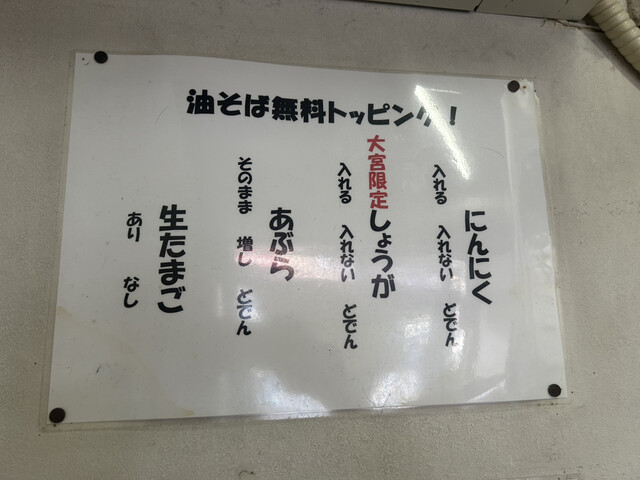 油そば無料トッピング！
にんにく
入れる 入れない とでん
大宮限定しょうが
入れる 入れない とでん
あぶら
そのまま 増し とでん
生たまご
あり なし